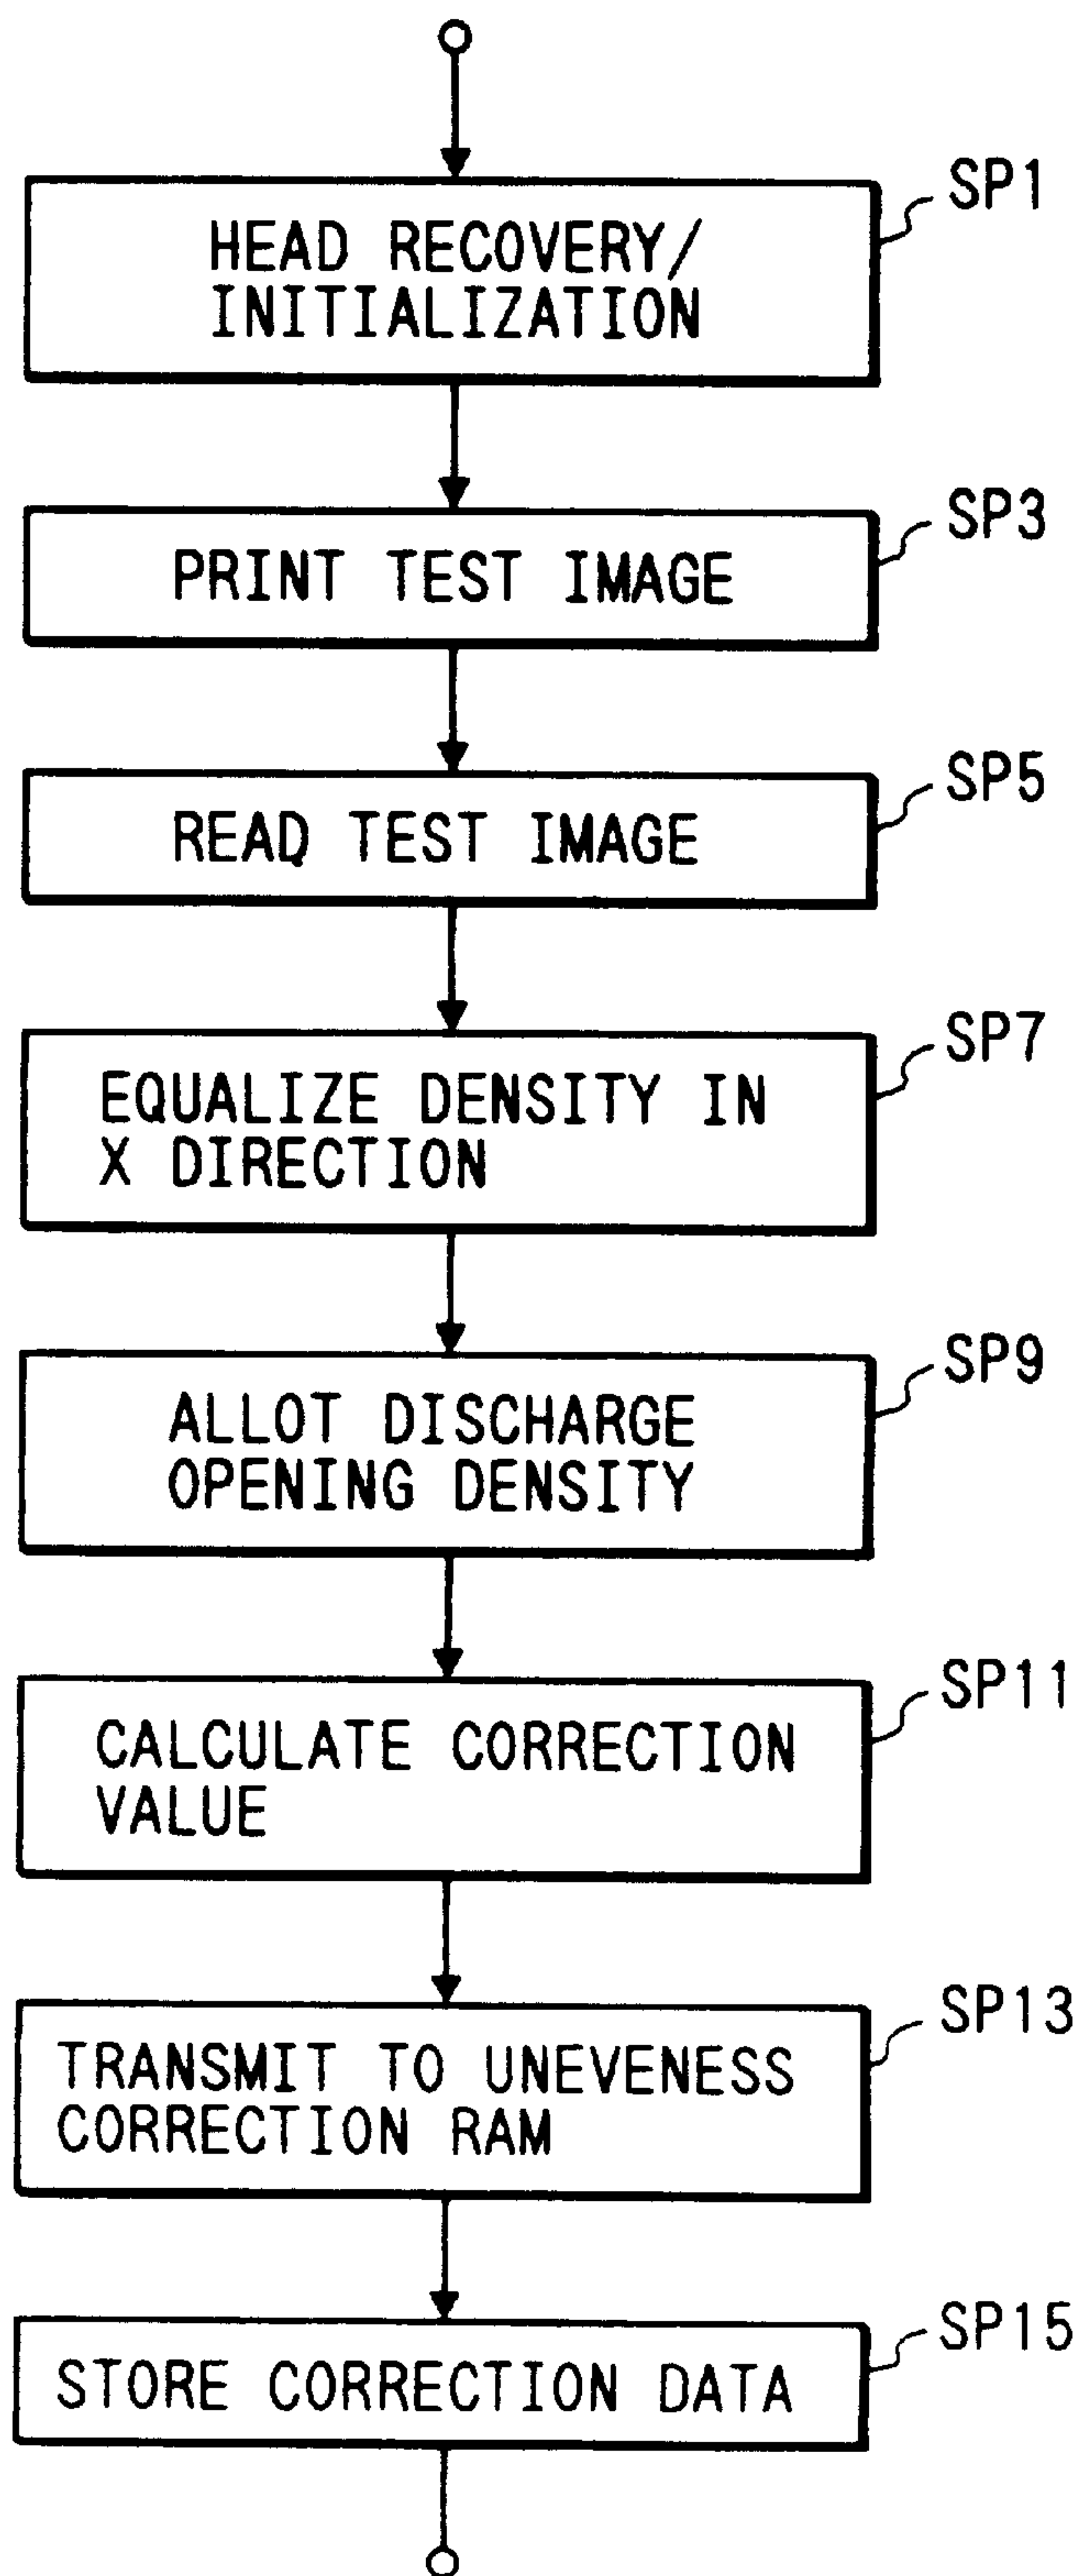 SP1
HEAD RECOVERY/
INITIALIZATION
SP3
PRINT TEST IMAGE
SP5
READ TEST IMAGE
SP7
EQUALIZE DENSITY IN
X DIRECTION
SP9
ALLOT DISCHARGE
OPENING DENSITY
SP11
CALCULATE CORRECTION
VALUE
SP13
TRANSMIT TO UNEVENESS
CORRECTION RAM
SP15
STORE CORRECTION DATA